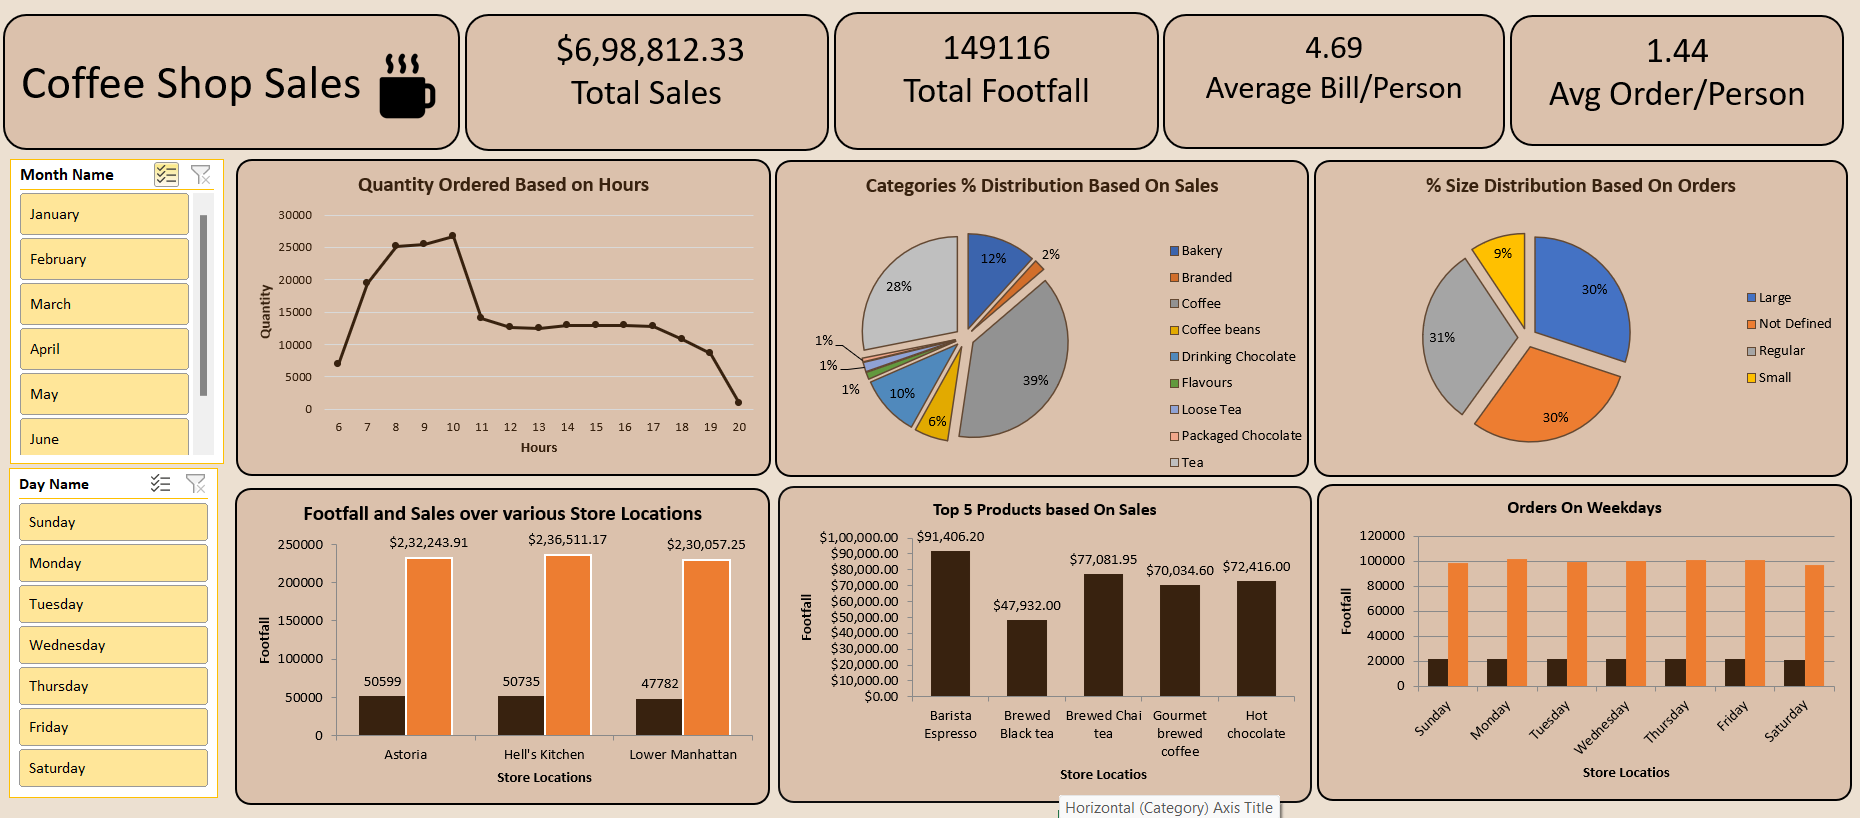 Coffee Shop Sales
$6,98,812.33
Total Sales
149116
Total Footfall
4.69
Average Bill/Person
1.44
Avg Order/Person
Month Name
January
February
March
April
May
June
Day Name
Sunday
Monday
Tuesday
Wednesday
Thursday
Friday
Saturday
Quantity Ordered Based on Hours
30000
25000
20000
15000
10000
5000
0
Quantity
6 7 8 9 10 11 12 13 14 15 16 17 18 19 20
Hours
Categories % Distribution Based On Sales
12%
2%
39%
6%
10%
1%
1%
1%
28%
Bakery
Branded
Coffee
Coffee beans
Drinking Chocolate
Flavours
Loose Tea
Packaged Chocolate
Tea
% Size Distribution Based On Orders
30%
30%
31%
9%
Large
Not Defined
Regular
Small
Footfall and Sales over various Store Locations
250000
200000
150000
100000
50000
0
Footfall
$2,32,243.91
$2,36,511.17
$2,30,057.25
50599
50735
47782
Astoria
Hell's Kitchen
Lower Manhattan
Store Locations
Top 5 Products based On Sales
$1,00,000.00
$90,000.00
$80,000.00
$70,000.00
$60,000.00
$50,000.00
$40,000.00
$30,000.00
$20,000.00
$10,000.00
$0.00
Footfall
$91,406.20
$47,932.00
$77,081.95
$70,034.60
$72,416.00
Barista
Espresso
Brewed
Black tea
Brewed Chai
tea
Gourmet
brewed
coffee
Hot
chocolate
Store Locatios
Horizontal (Category) Axis Title
Orders On Weekdays
120000
100000
80000
60000
40000
20000
0
Footfall
Sunday
Monday
Tuesday
Wednesday
Thursday
Friday
Saturday
Store Locatios